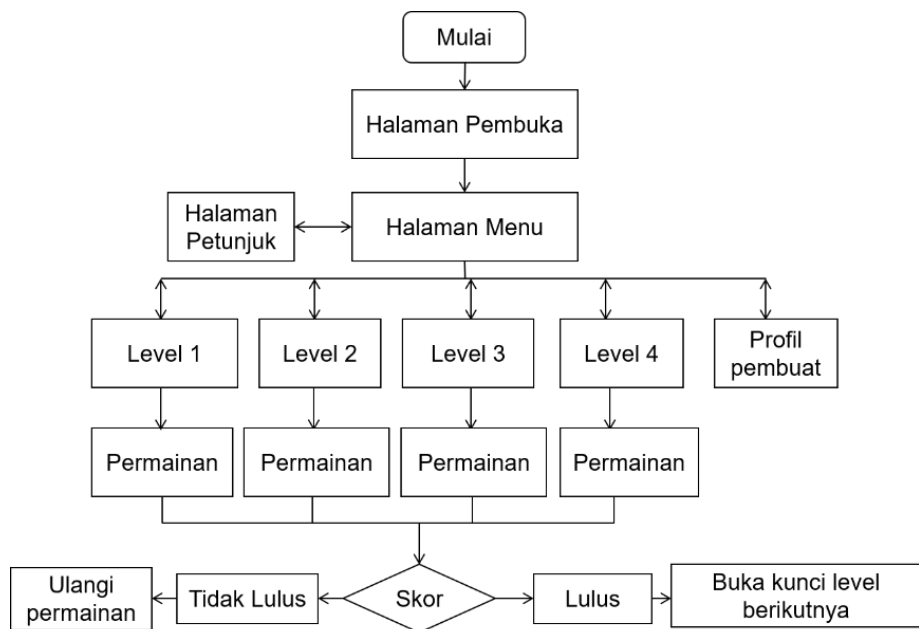 Mulai
Halaman Pembuka
Halaman
Petunjuk
Halaman Menu
Level 1
Level 2
Level 3
Level 4
Profil
pembuat
Permainan
Permainan
Permainan
Permainan
Ulangi
permainan
Tidak Lulus
Skor
Lulus
Buka kunci level
berikutnya